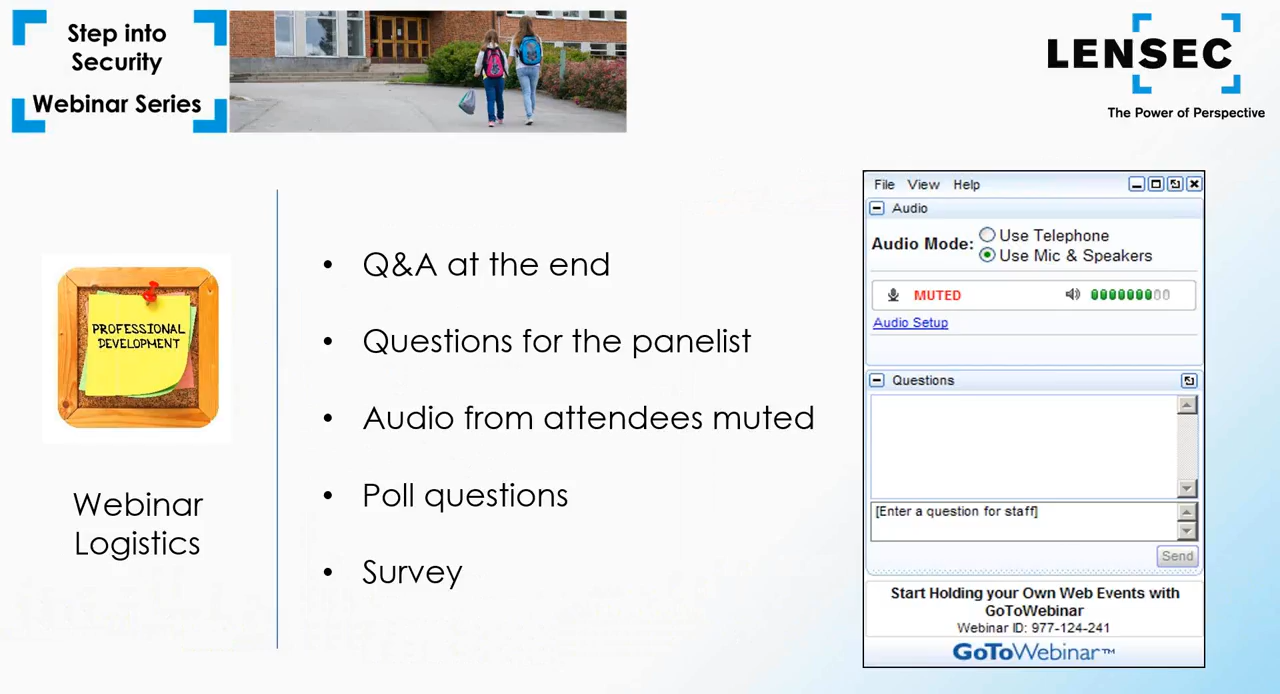 Step into
Security
Webinar Series
LENSEC
The Power of Perspective
PROFESSIONAL
DEVELOPMENT
Webinar
Logistics
• Q&A at the end
• Questions for the panelist
• Audio from attendees muted
• Poll questions
• Survey
File View Help
Audio
Audio Mode: Use Telephone
Use Mic & Speakers
MUTED
Audio Setup
Questions
[Enter a question for staff]
Send
Start Holding your Own Web Events with
GoToWebinar
Webinar ID: 977-124-241
GoToWebinar™